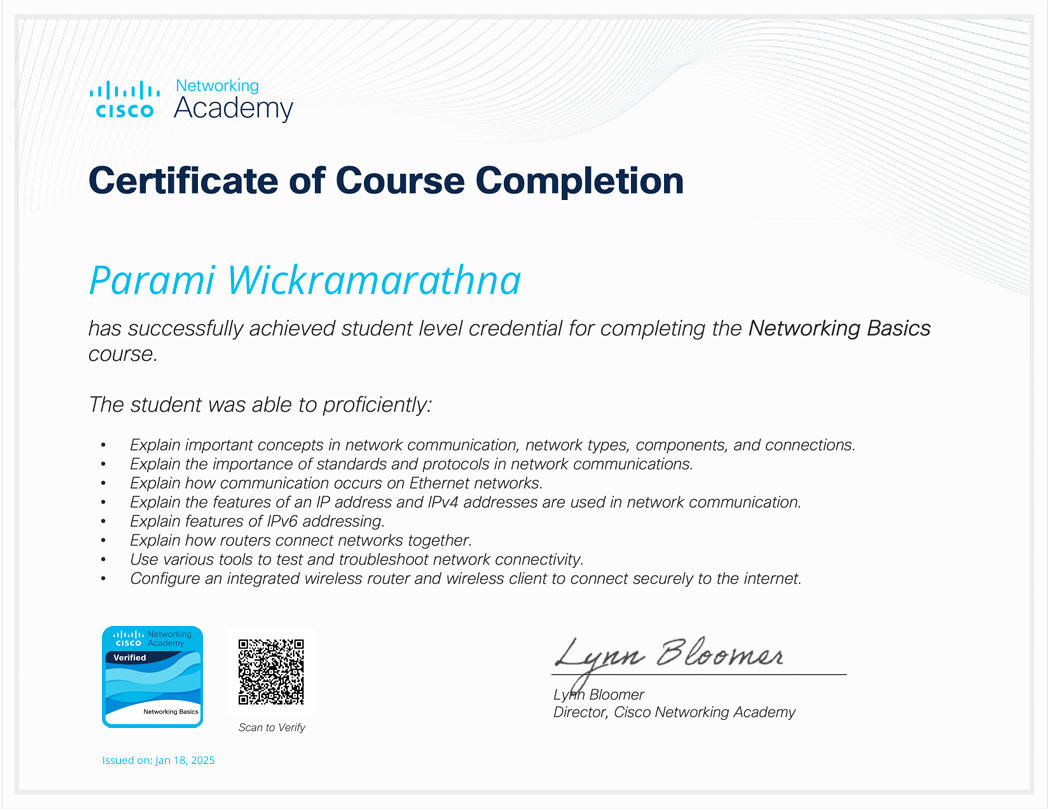 Networking
CISCO Academy
Certificate of Course Completion
Parami Wickramarathna
has successfully achieved student level credential for completing the Networking Basics
course.
The student was able to proficiently:
• Explain important concepts in network communication, network types, components, and connections.
• Explain the importance of standards and protocols in network communications.
• Explain how communication occurs on Ethernet networks.
• Explain the features of an IP address and IPv4 addresses are used in network communication.
• Explain features of IPv6 addressing.
• Explain how routers connect networks together.
• Use various tools to test and troubleshoot network connectivity.
• Configure an integrated wireless router and wireless client to connect securely to the internet.
Networking
CISCO Academy
Verified
Networking Basics
Scan to Verify
Lynn Bloomer
Lynn Bloomer
Director, Cisco Networking Academy
Issued on: Jan 18, 2025